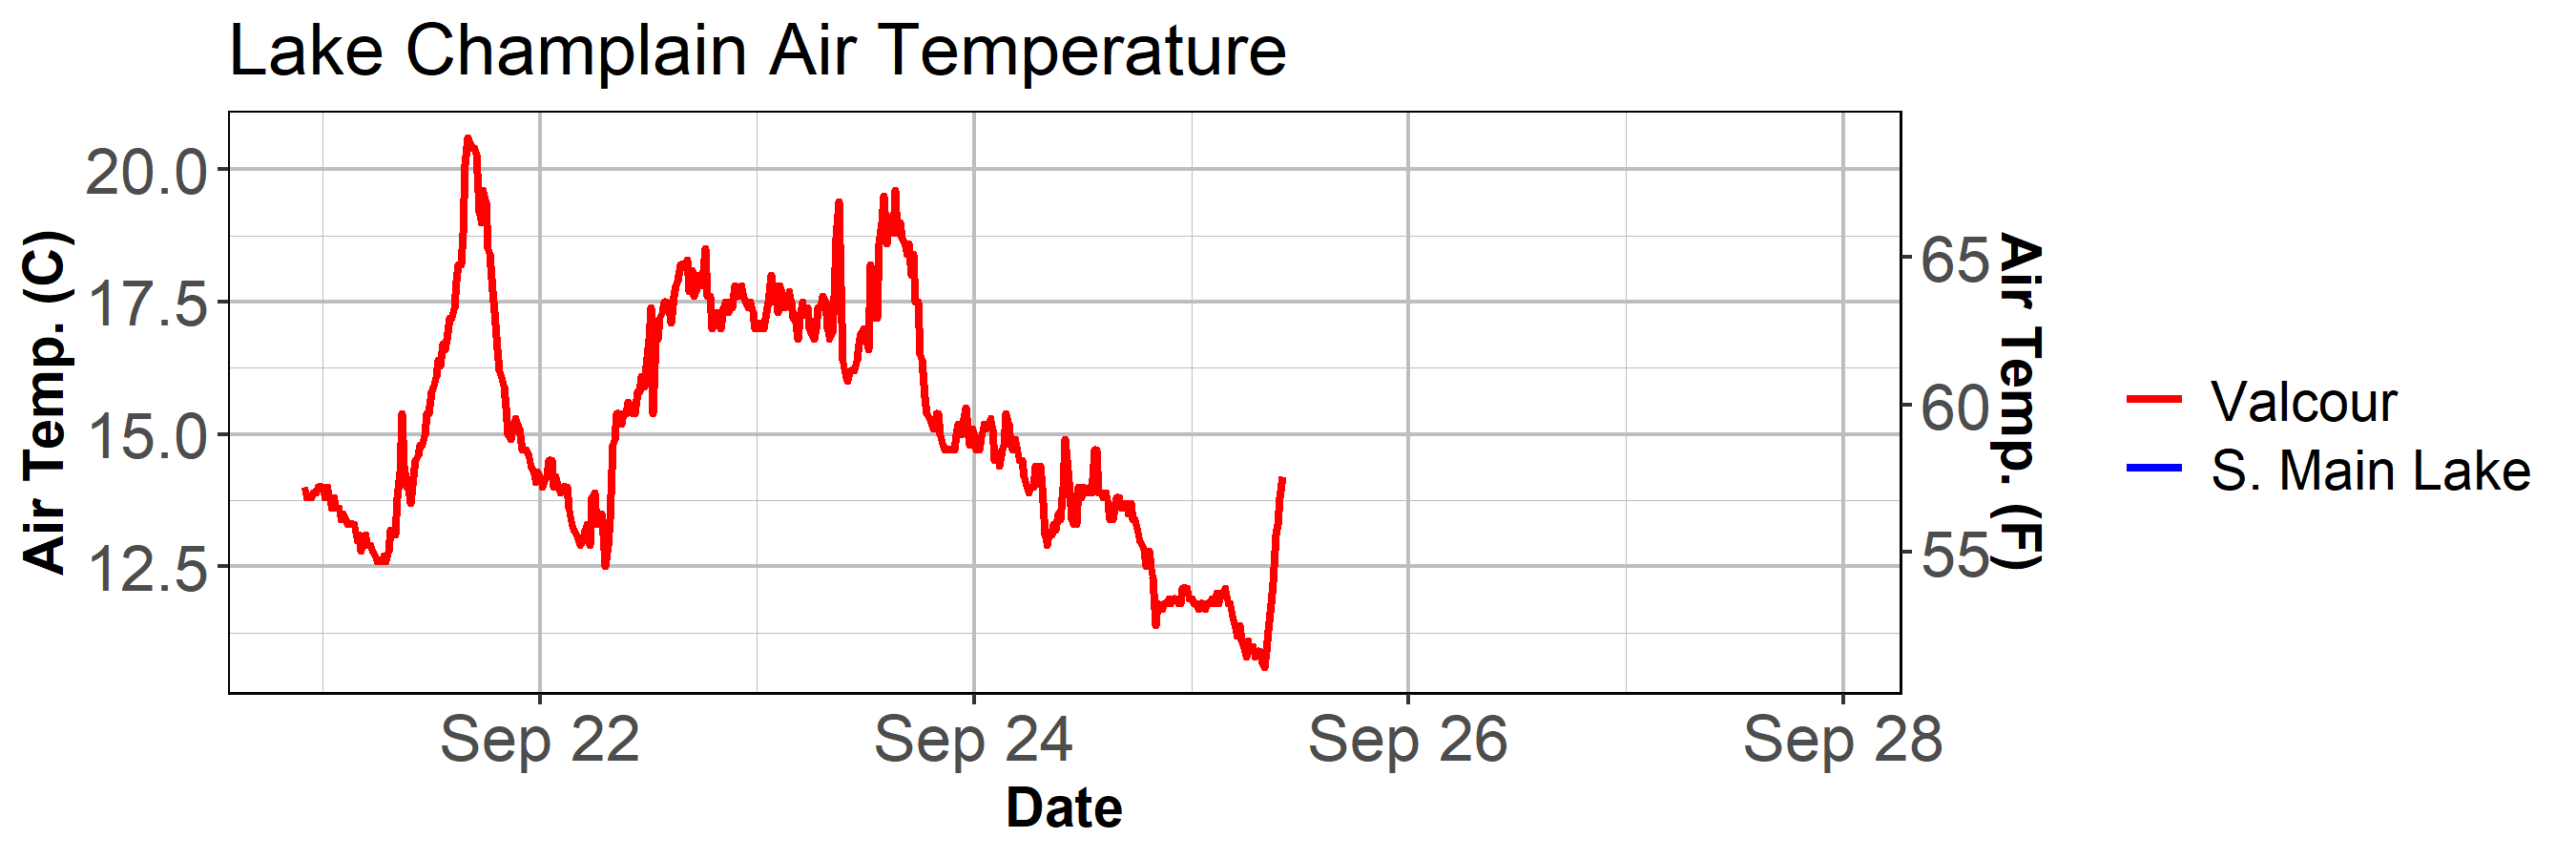 Lake Champlain Air Temperature
Air Temp. (C)
20.0
17.5
15.0
12.5
65
60
55
Air Temp. (F)
Sep 22
Sep 24
Sep 26
Sep 28
Date
Valcour
S. Main Lake